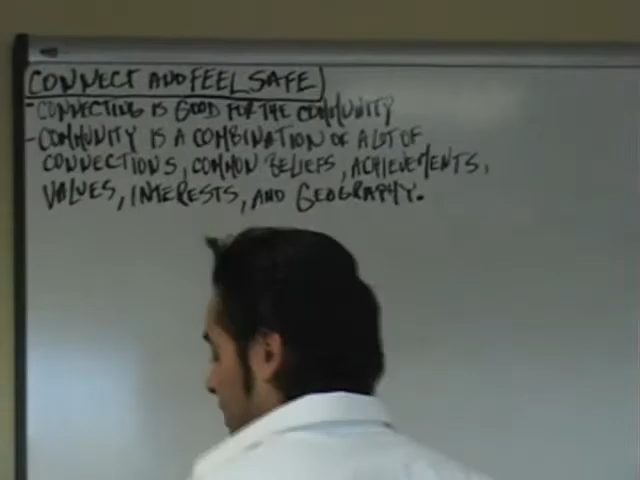 CONNECT AND FEEL SAFE
- CONNECTING IS GOOD FOR THE COMMUNITY
- COMMUNITY IS A COMBINATION OF A LOT OF
CONNECTIONS, COMMON BELIEFS, ACHIEVEMENTS,
VALUES, INTERESTS, AND GEOGRAPHY.